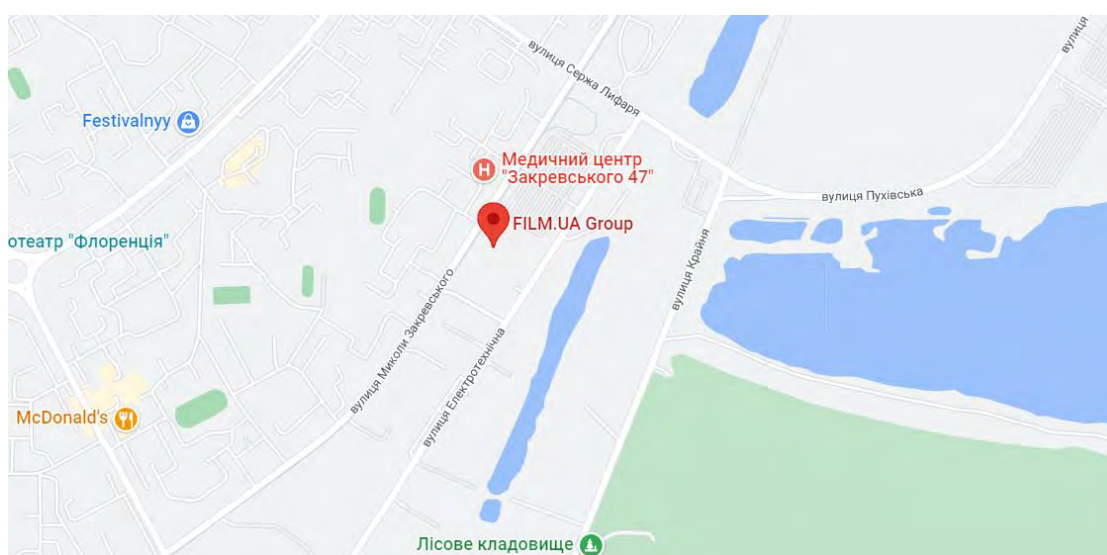 вулиця Сержа Лифаря
вулиця
Festivalnyy
Медичний центр
"Закревського 47"
вулиця Пухівська
FILM.UA Group
отеатр "Флоренція"
вулиця Крайня
вулиця Миколи Закревського
вулиця Електротехнічна
McDonald's
Лісове кладовище